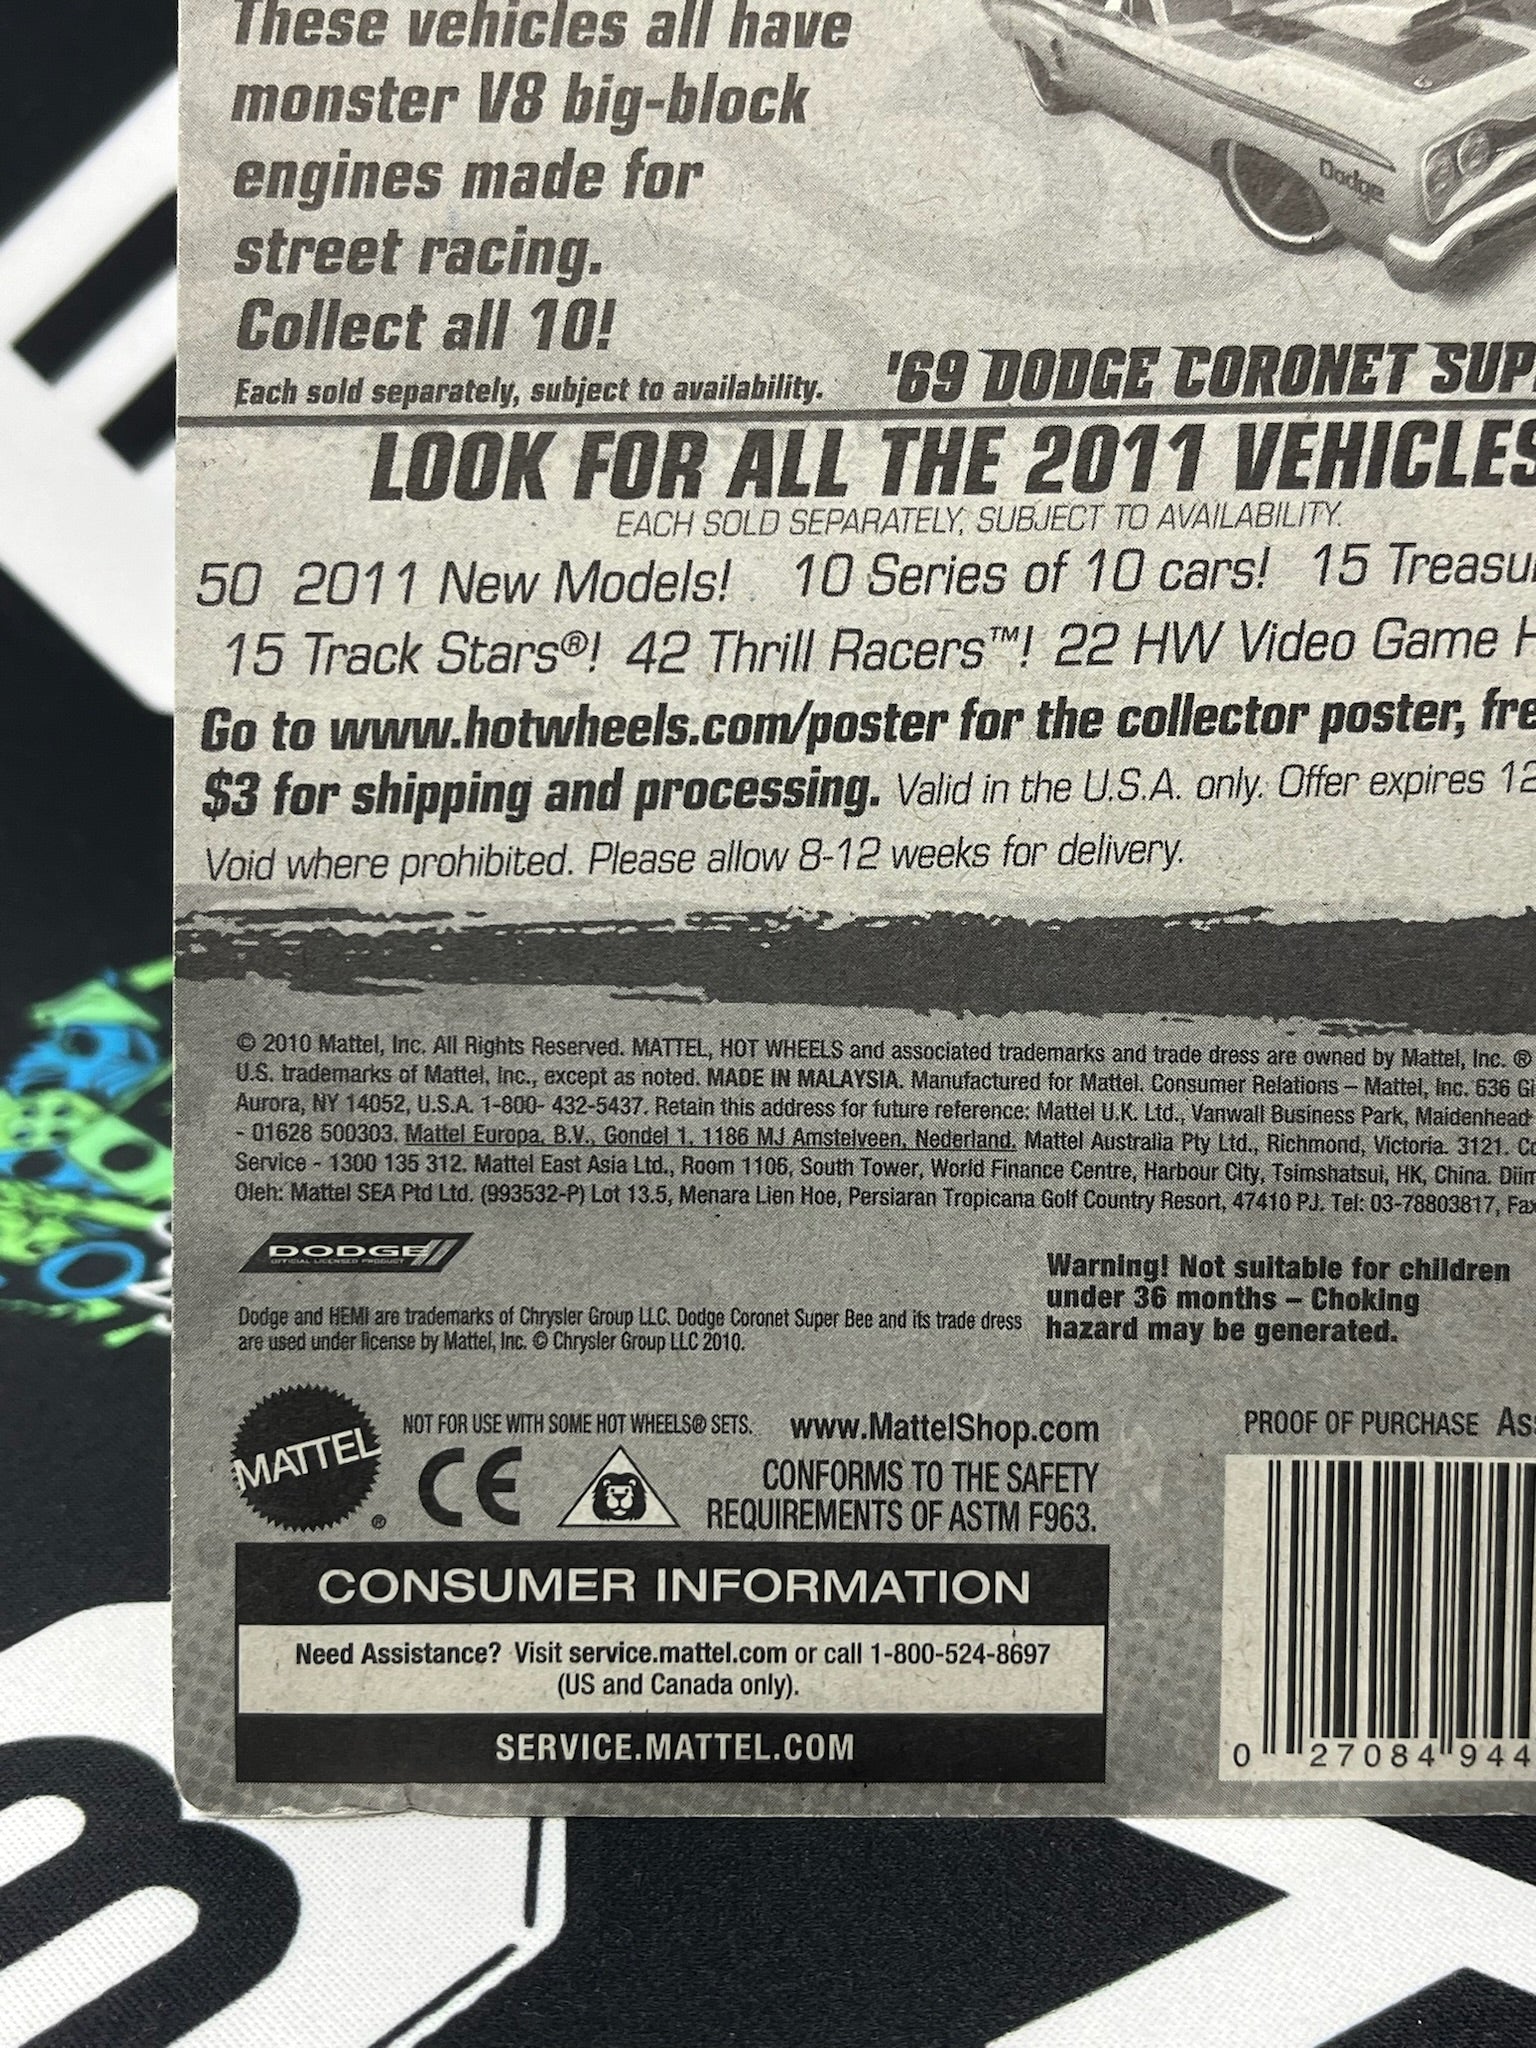 These vehicles all have
monster V8 big-block
engines made for
street racing.
Collect all 10!
Each sold separately, subject to availability.
Dodge
'69 DODGE CORONET
LOOK FOR ALL THE 2011 VEHICLES
EACH SOLD SEPARATELY, SUBJECT TO AVAILABILITY.
50 2011 New Models! 10 Series of 10 cars! 15
15 Track Stars®! 42 Thrill Racers™! 22 HW Video Game
Go to www.hotwheels.com/poster for the collector poster,
$3 for shipping and processing. Valid in the U.S.A. only. Offer expires
Void where prohibited. Please allow 8-12 weeks for delivery.
© 2010 Mattel, Inc. All Rights Reserved. MATTEL, HOT WHEELS and associated trademarks and trade dress are owned by Mattel, Inc. ®
U.S. trademarks of Mattel, Inc., except as noted. MADE IN MALAYSIA. Manufactured for Mattel. Consumer Relations – Mattel, Inc. 636
Aurora, NY 14052, U.S.A. 1-800- 432-5437. Retain this address for future reference: Mattel U.K. Ltd., Vanwall Business Park, Maidenhead
- 01628 500303. Mattel Europa, B.V., Gondel 1, 1186 MJ Amstelveen, Nederland. Mattel Australia Pty Ltd., Richmond, Victoria. 3121.
Service - 1300 135 312. Mattel East Asia Ltd., Room 1106, South Tower, World Finance Centre, Harbour City, Tsimshatsui, HK, China.
Oleh: Mattel SEA Ptd Ltd. (993532-P) Lot 13.5, Menara Lien Hoe, Persiaran Tropicana Golf Country Resort, 47410 PJ. Tel: 03-78803817,
DODGE
OFFICIAL LICENSED PRODUCT
Dodge and HEMI are trademarks of Chrysler Group LLC. Dodge Coronet Super Bee and its trade dress
are used under license by Mattel, Inc. © Chrysler Group LLC 2010.
Warning! Not suitable for children
under 36 months – Choking
hazard may be generated.
MATTEL ®
NOT FOR USE WITH SOME HOT WHEELS® SETS.
CE
www.MattelShop.com
CONFORMS TO THE SAFETY
REQUIREMENTS OF ASTM F963.
PROOF OF PURCHASE
CONSUMER INFORMATION
Need Assistance? Visit service.mattel.com or call 1-800-524-8697
(US and Canada only).
SERVICE.MATTEL.COM
0 27084 944